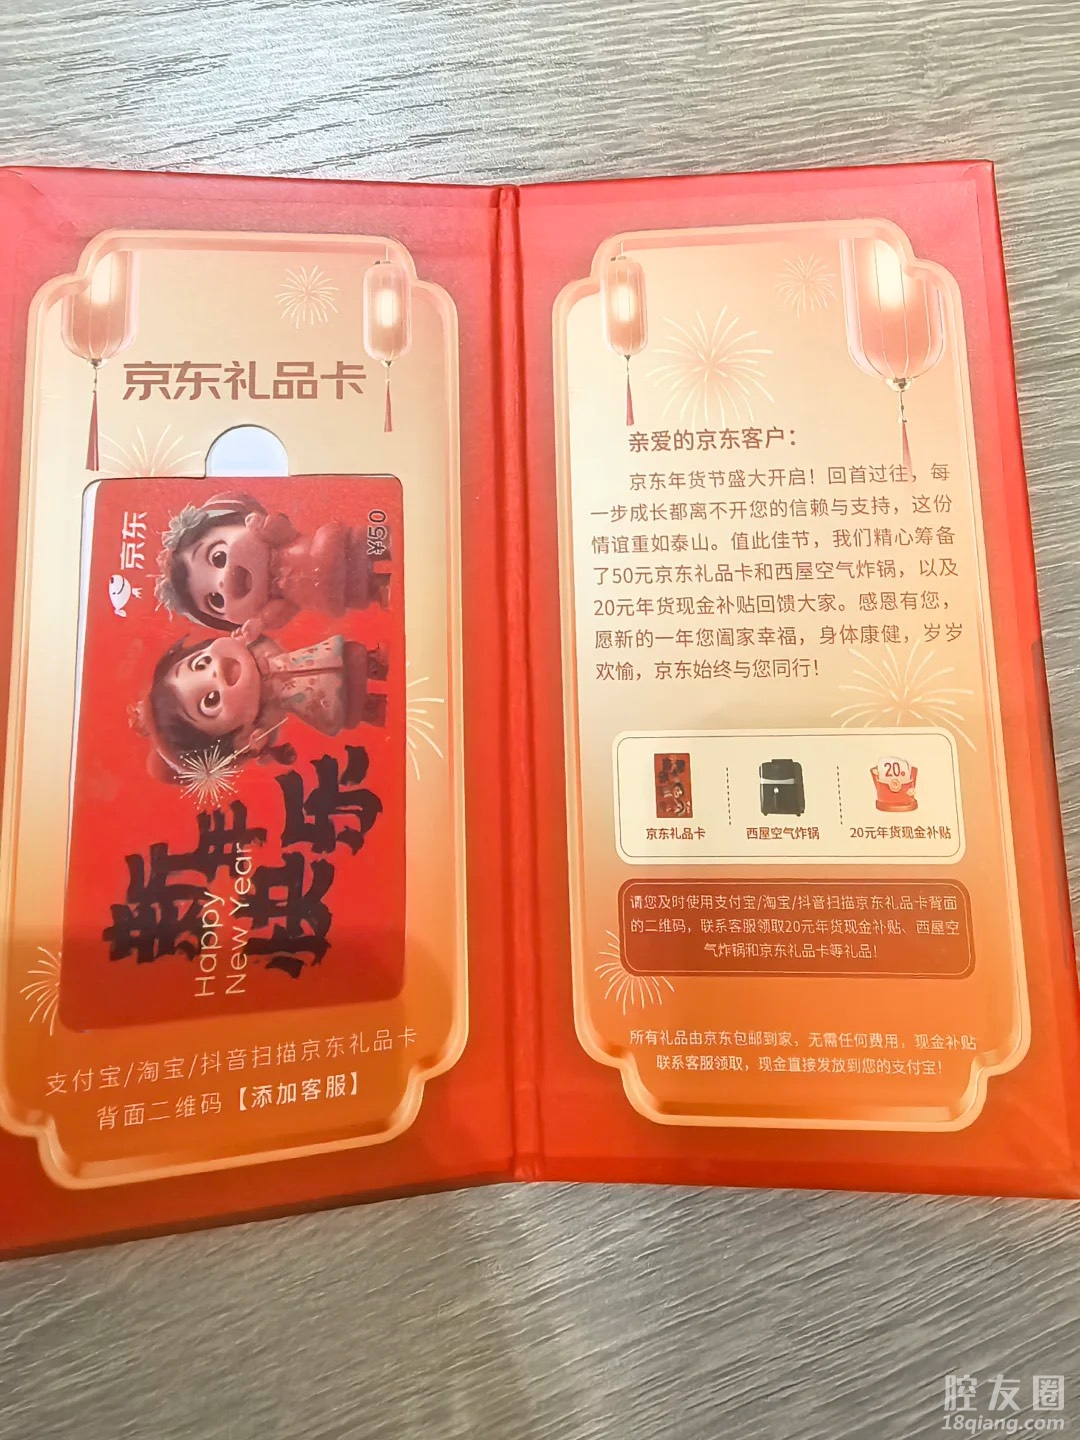 京东礼品卡
京东
¥50
新年快乐
Happy
New Year
支付宝/淘宝/抖音扫描京东礼品卡
背面二维码【添加客服】
亲爱的京东客户：
京东年货节盛大开启！回首过往，每
一步成长都离不开您的信赖与支持，这份
情谊重如泰山。值此佳节，我们精心筹备
了50元京东礼品卡和西屋空气炸锅，以及
20元年货现金补贴回馈大家。感恩有您，
愿新的一年您阖家幸福，身体康健，岁岁
欢愉，京东始终与您同行！
20元
京东礼品卡
西屋空气炸锅
20元年货现金补贴
请您及时使用支付宝/淘宝/抖音扫描京东礼品卡背面
的二维码，联系客服领取20元年货现金补贴、西屋空
气炸锅和京东礼品卡等礼品！
所有礼品由京东包邮到家，无需任何费用，现金补贴
联系客服领取，现金直接发放到您的支付宝！
腔友圈
18qiang.com